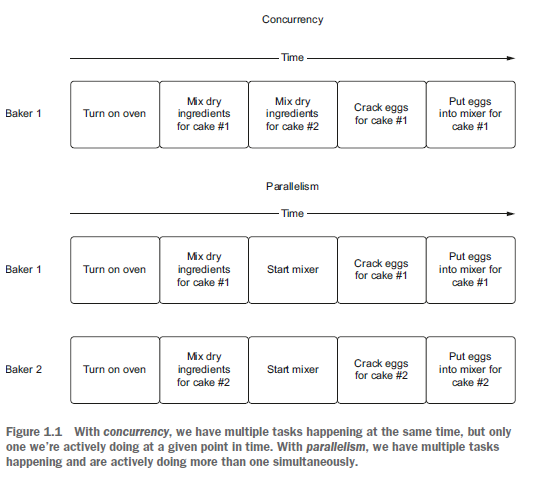 Concurrency
Time
Baker 1
Turn on oven
Mix dry
ingredients
for cake #1
Mix dry
ingredients
for cake #2
Crack eggs
for cake #1
Put eggs
into mixer for
cake #1
Parallelism
Time
Baker 1
Turn on oven
Mix dry
ingredients
for cake #1
Start mixer
Crack eggs
for cake #1
Put eggs
into mixer for
cake #1
Baker 2
Turn on oven
Mix dry
ingredients
for cake #2
Start mixer
Crack eggs
for cake #2
Put eggs
into mixer for
cake #2
Figure 1.1 With concurrency, we have multiple tasks happening at the same time, but only
one we’re actively doing at a given point in time. With parallelism, we have multiple tasks
happening and are actively doing more than one simultaneously.